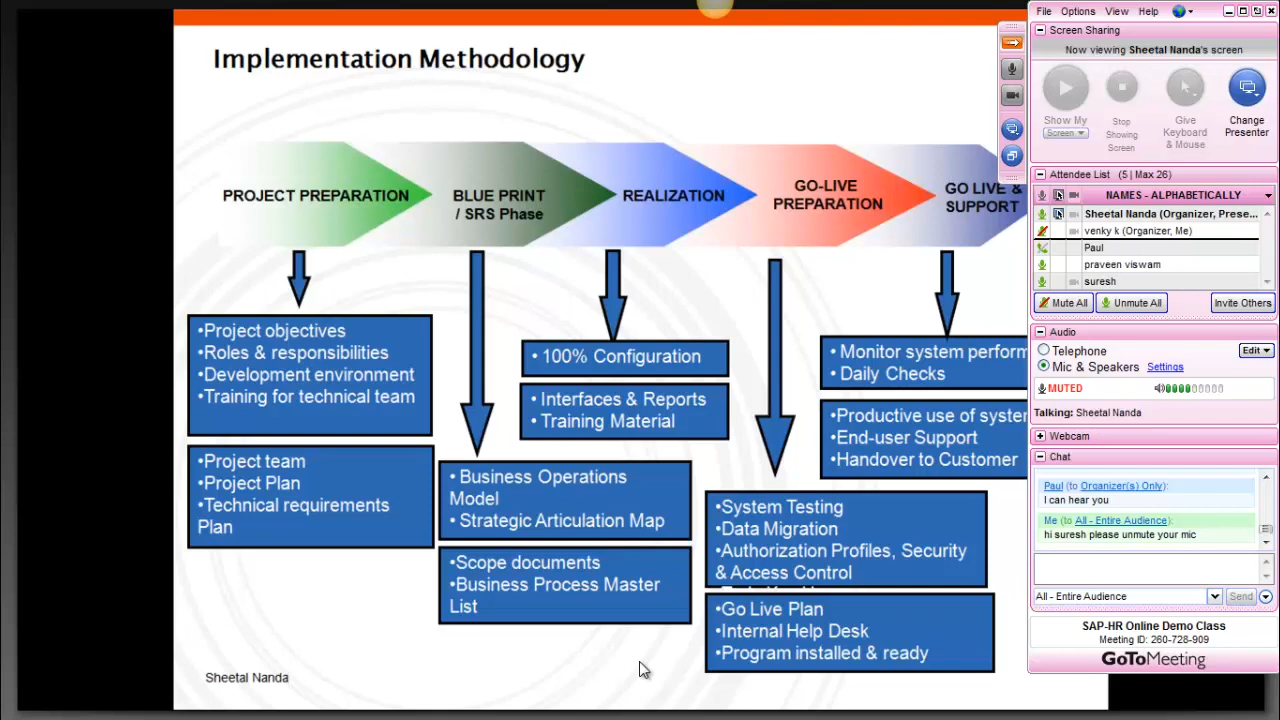 Implementation Methodology
PROJECT PREPARATION
BLUE PRINT
/ SRS Phase
REALIZATION
GO-LIVE
PREPARATION
GO LIVE &
SUPPORT
•Project objectives
•Roles & responsibilities
•Development environment
•Training for technical team
•Project team
•Project Plan
•Technical requirements
Plan
• Business Operations
Model
• Strategic Articulation Map
•Scope documents
•Business Process Master
List
• 100% Configuration
• Interfaces & Reports
• Training Material
•System Testing
•Data Migration
•Authorization Profiles, Security
& Access Control
•Go Live Plan
•Internal Help Desk
•Program installed & ready
• Monitor system perform
• Daily Checks
•Productive use of system
•End-user Support
•Handover to Customer
Sheetal Nanda
File Options View Help
Screen Sharing
Now viewing Sheetal Nanda's screen
Show My
Screen
Stop
Showing
Screen
Give
Keyboard
& Mouse
Change
Presenter
Attendee List (5 | Max 26)
NAMES - ALPHABETICALLY
Sheetal Nanda (Organizer, Prese...
venky k (Organizer, Me)
Paul
praveen viswam
suresh
Mute All Unmute All Invite Others
Audio
Telephone
Edit
Mic & Speakers Settings
MUTED
Talking: Sheetal Nanda
Webcam
Chat
Paul (to Organizer(s) Only):
I can hear you
Me (to All - Entire Audience):
hi suresh please unmute your mic
All - Entire Audience Send
SAP-HR Online Demo Class
Meeting ID: 260-728-909
GoToMeeting